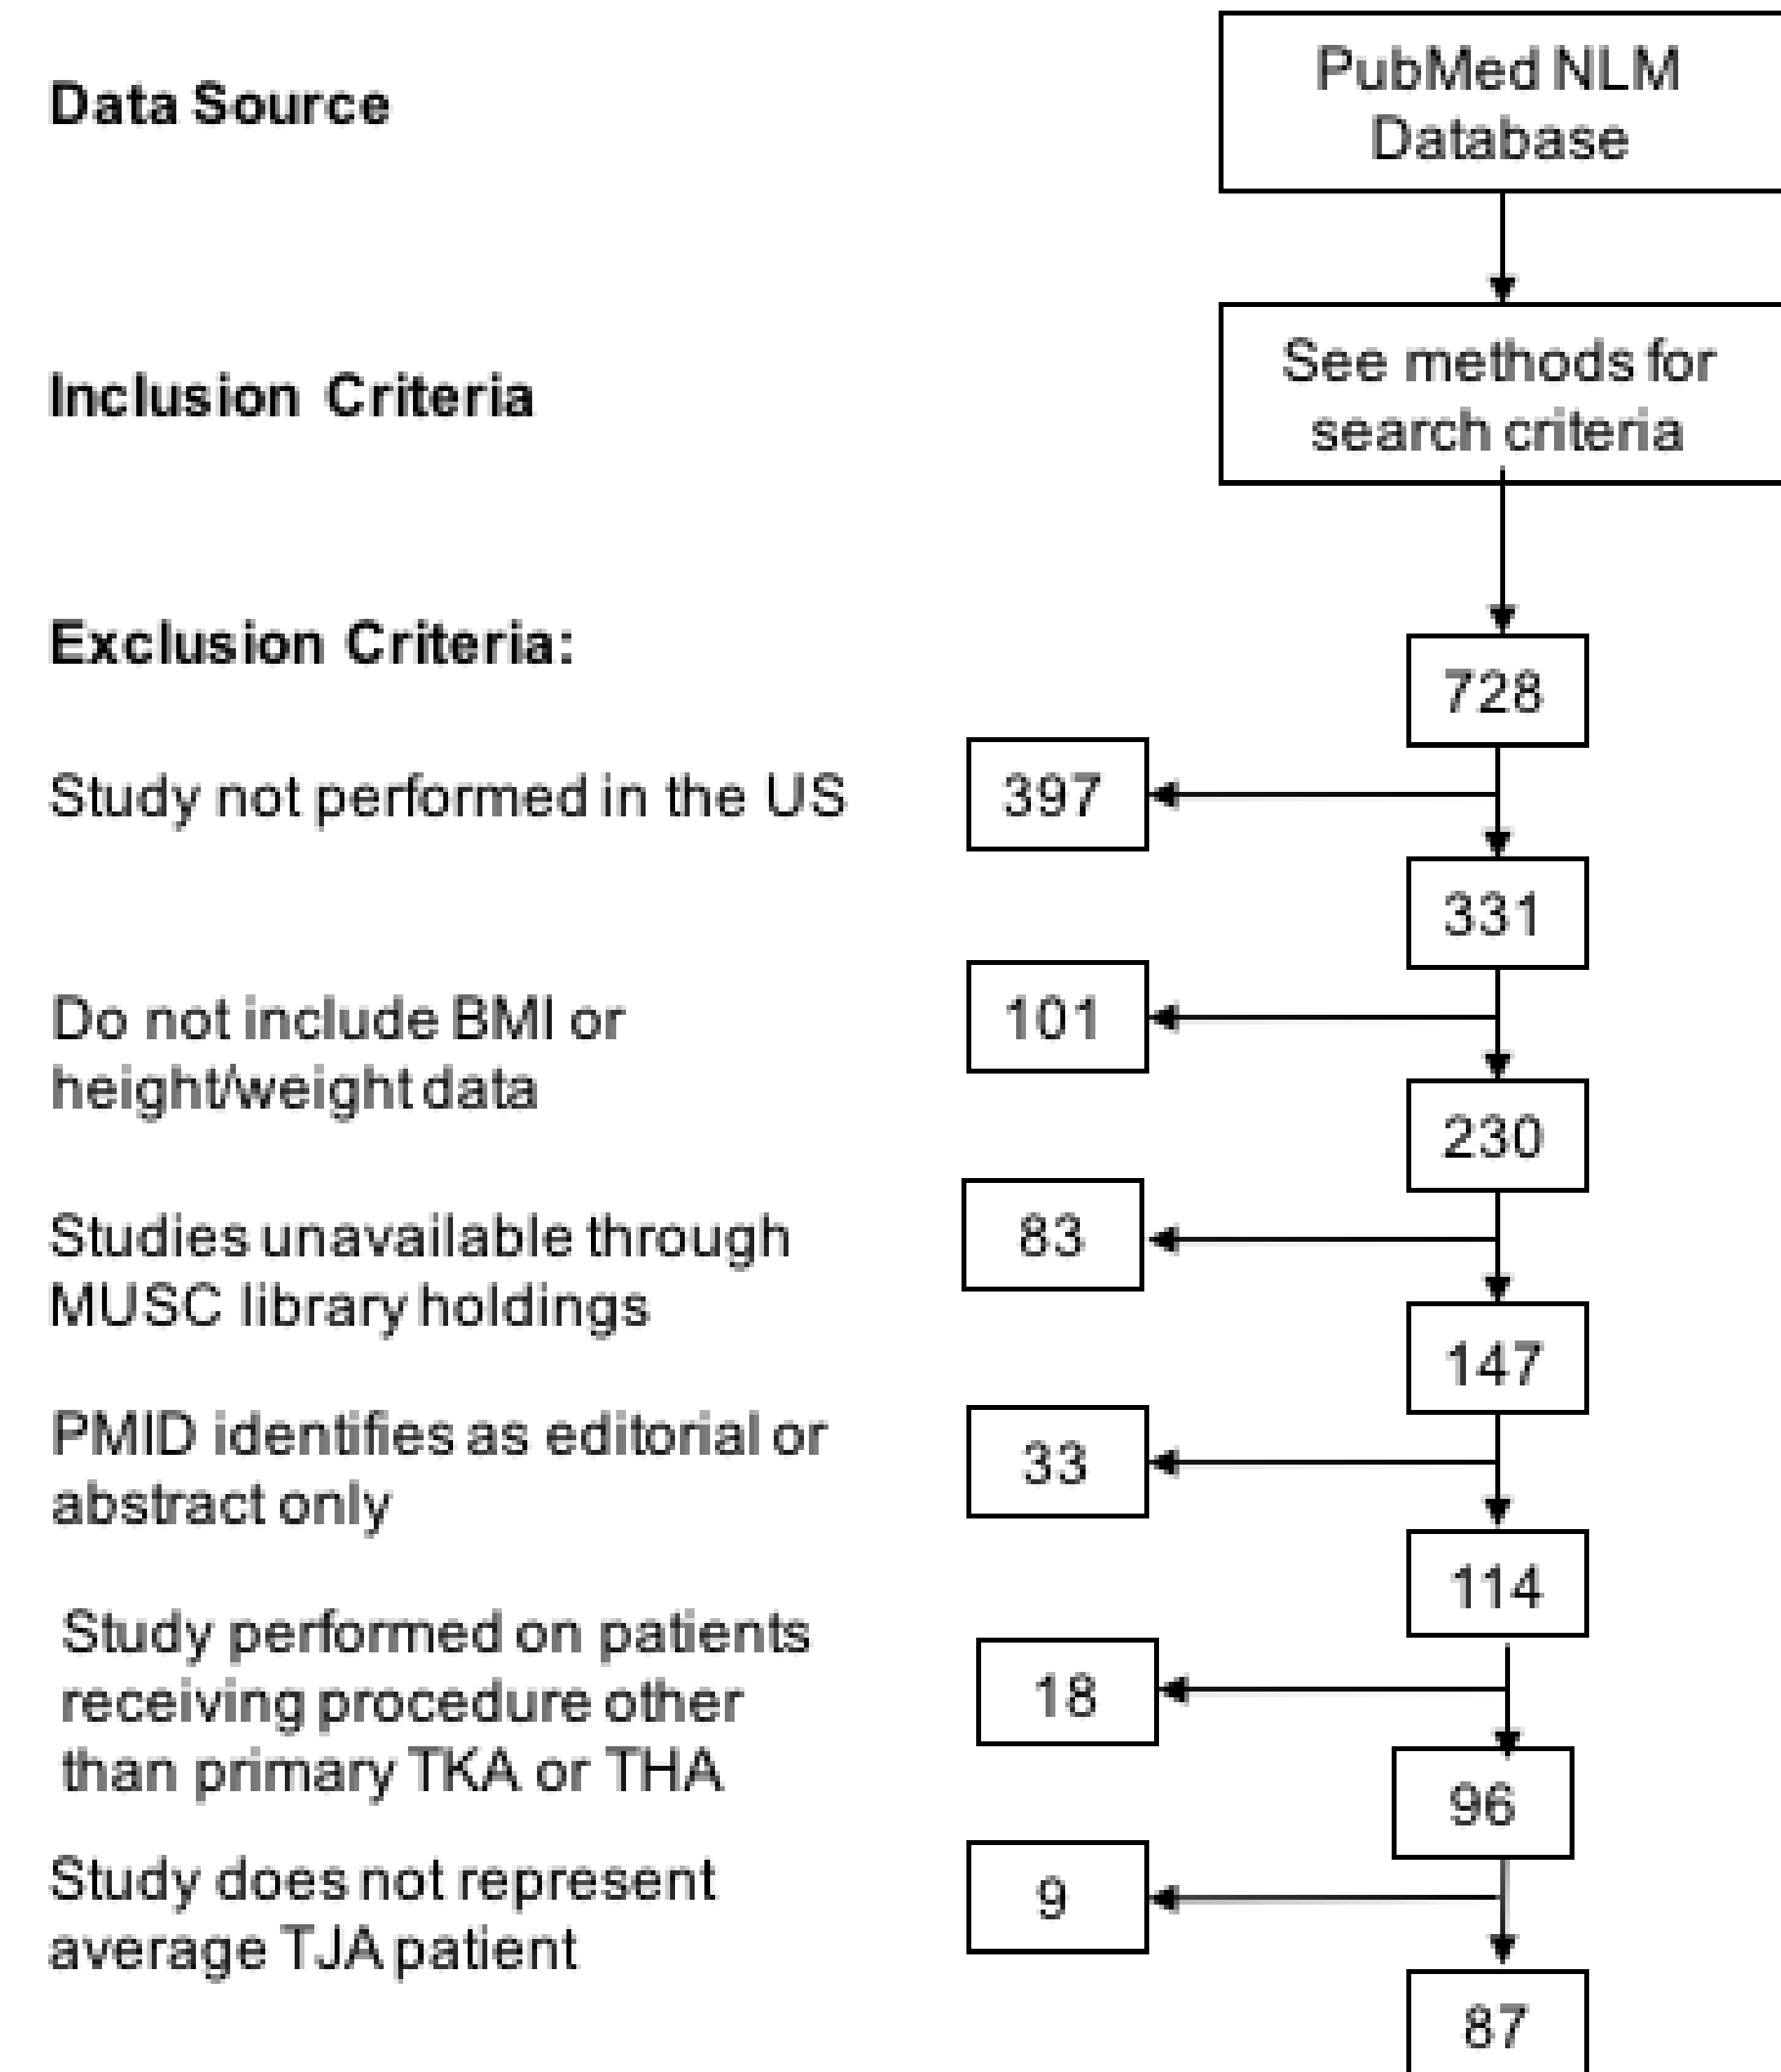 Data Source
PubMed NLM
Database
Inclusion Criteria
See methods for
search criteria
Exclusion Criteria:
728
Study not performed in the US
397
331
Do not include BMI or
height/weight data
101
230
Studies unavailable through
MUSC library holdings
83
147
PMID identifies as editorial or
abstract only
33
114
Study performed on patients
receiving procedure other
than primary TKA or THA
18
96
Study does not represent
average TJA patient
9
87